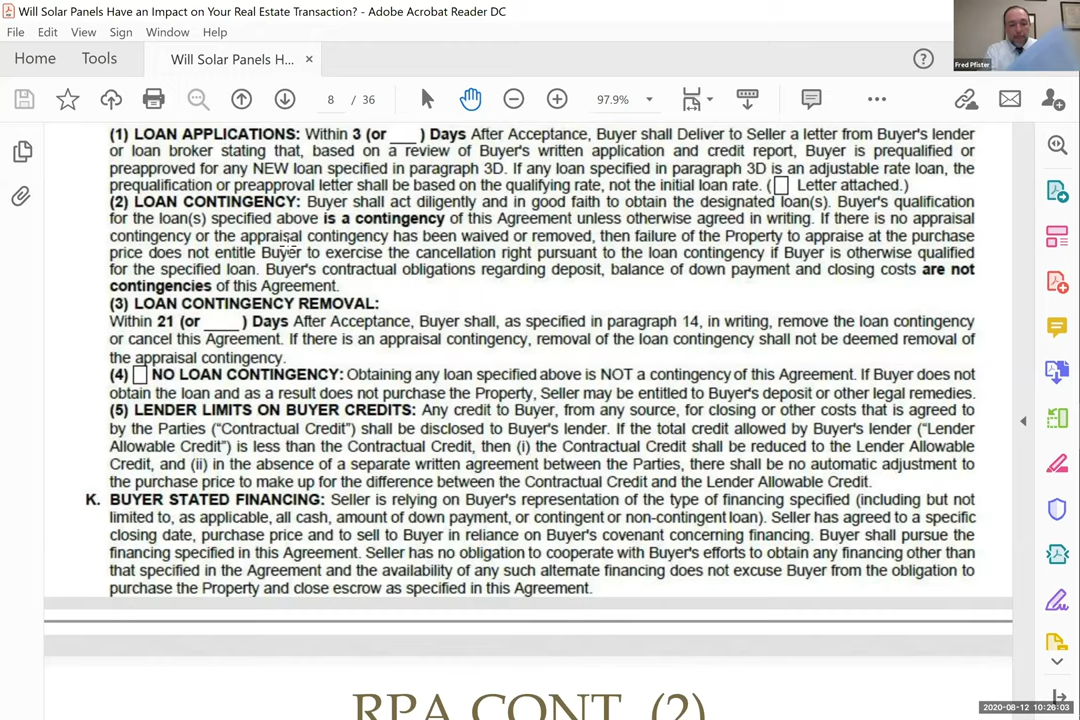 Will Solar Panels Have an Impact on Your Real Estate Transaction? - Adobe Acrobat Reader DC
File Edit View Sign Window Help
Home Tools Will Solar Panels H... ×
8 / 36 97.9%
Fred Pfister
(1) LOAN APPLICATIONS: Within 3 (or ____ ) Days After Acceptance, Buyer shall Deliver to Seller a letter from Buyer's lender
or loan broker stating that, based on a review of Buyer's written application and credit report, Buyer is prequalified or
preapproved for any NEW loan specified in paragraph 3D. If any loan specified in paragraph 3D is an adjustable rate loan, the
prequalification or preapproval letter shall be based on the qualifying rate, not the initial loan rate. (☐ Letter attached.)
(2) LOAN CONTINGENCY: Buyer shall act diligently and in good faith to obtain the designated loan(s). Buyer's qualification
for the loan(s) specified above is a contingency of this Agreement unless otherwise agreed in writing. If there is no appraisal
contingency or the appraisal contingency has been waived or removed, then failure of the Property to appraise at the purchase
price does not entitle Buyer to exercise the cancellation right pursuant to the loan contingency if Buyer is otherwise qualified
for the specified loan. Buyer's contractual obligations regarding deposit, balance of down payment and closing costs are not
contingencies of this Agreement.
(3) LOAN CONTINGENCY REMOVAL:
Within 21 (or ____ ) Days After Acceptance, Buyer shall, as specified in paragraph 14, in writing, remove the loan contingency
or cancel this Agreement. If there is an appraisal contingency, removal of the loan contingency shall not be deemed removal of
the appraisal contingency.
(4) ☐ NO LOAN CONTINGENCY: Obtaining any loan specified above is NOT a contingency of this Agreement. If Buyer does not
obtain the loan and as a result does not purchase the Property, Seller may be entitled to Buyer's deposit or other legal remedies.
(5) LENDER LIMITS ON BUYER CREDITS: Any credit to Buyer, from any source, for closing or other costs that is agreed to
by the Parties ("Contractual Credit") shall be disclosed to Buyer's lender. If the total credit allowed by Buyer's lender ("Lender
Allowable Credit") is less than the Contractual Credit, then (i) the Contractual Credit shall be reduced to the Lender Allowable
Credit, and (ii) in the absence of a separate written agreement between the Parties, there shall be no automatic adjustment to
the purchase price to make up for the difference between the Contractual Credit and the Lender Allowable Credit.
K. BUYER STATED FINANCING: Seller is relying on Buyer's representation of the type of financing specified (including but not
limited to, as applicable, all cash, amount of down payment, or contingent or non-contingent loan). Seller has agreed to a specific
closing date, purchase price and to sell to Buyer in reliance on Buyer's covenant concerning financing. Buyer shall pursue the
financing specified in this Agreement. Seller has no obligation to cooperate with Buyer's efforts to obtain any financing other than
that specified in the Agreement and the availability of any such alternate financing does not excuse Buyer from the obligation to
purchase the Property and close escrow as specified in this Agreement.
RPA CONT. (2)
2020-08-12 10:26:03